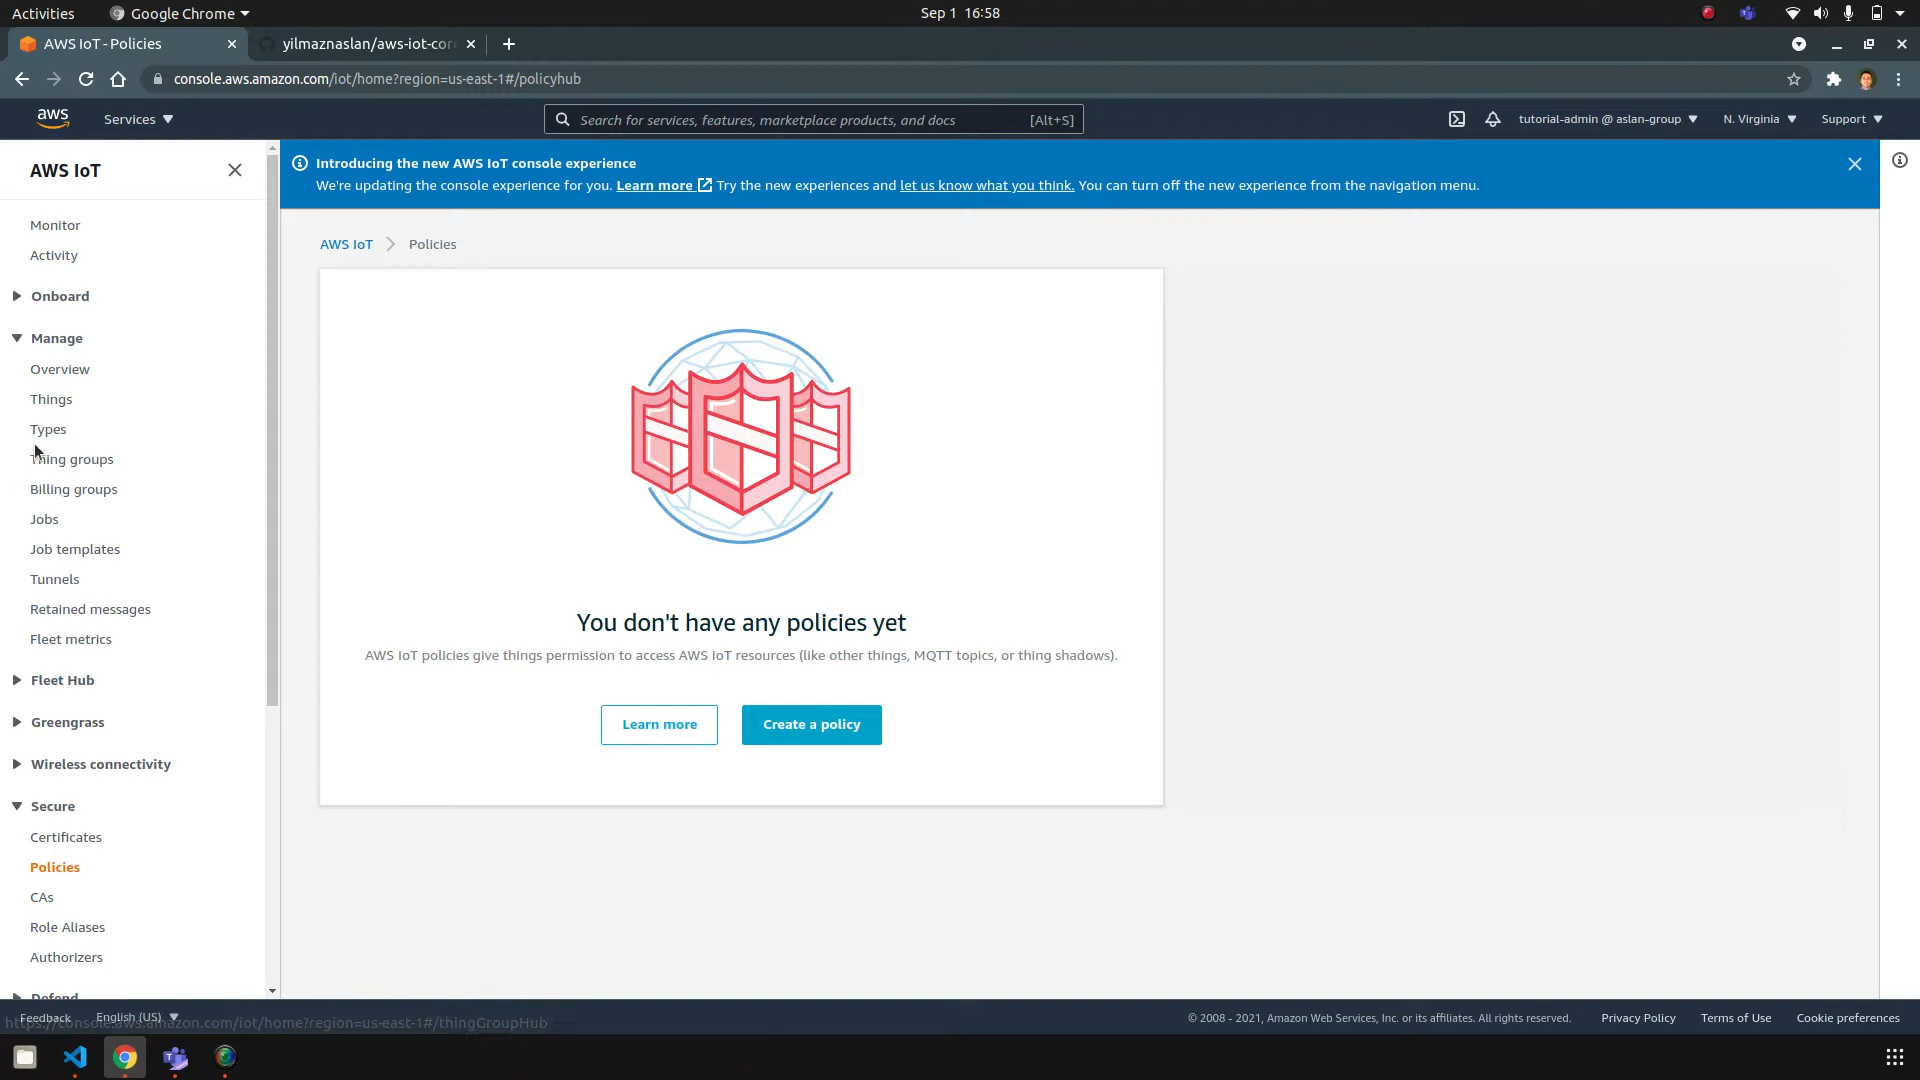 Activities
Google Chrome
Sep 1 16:58
AWS IoT - Policies
yilmaznaslan/aws-iot-cor
console.aws.amazon.com/iot/home?region=us-east-1#/policyhub
aws
Services
Search for services, features, marketplace products, and docs
[Alt+S]
tutorial-admin @ aslan-group
N. Virginia
Support
AWS IoT
Introducing the new AWS IoT console experience
We're updating the console experience for you. Learn more Try the new experiences and let us know what you think. You can turn off the new experience from the navigation menu.
Monitor
Activity
Onboard
Manage
Overview
Things
Types
Thing groups
Billing groups
Jobs
Job templates
Tunnels
Retained messages
Fleet metrics
Fleet Hub
Greengrass
Wireless connectivity
Secure
Certificates
Policies
CAs
Role Aliases
Authorizers
Defend
AWS IoT
Policies
You don't have any policies yet
AWS IoT policies give things permission to access AWS IoT resources (like other things, MQTT topics, or thing shadows).
Learn more
Create a policy
Feedback
English (US)
https://console.aws.amazon.com/iot/home?region=us-east-1#/thingGroupHub
© 2008 - 2021, Amazon Web Services, Inc. or its affiliates. All rights reserved.
Privacy Policy
Terms of Use
Cookie preferences